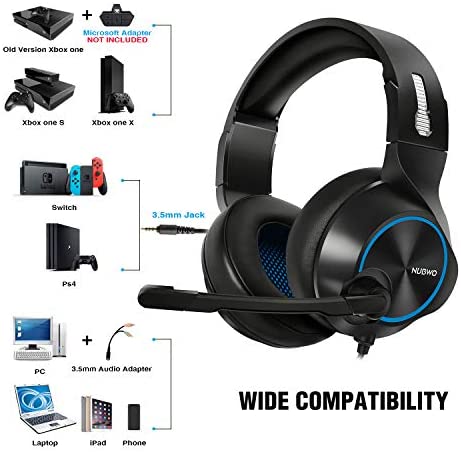 +
Old Version Xbox one
Microsoft Adapter
NOT INCLUDED
Xbox one S
Xbox one X
Switch
3.5mm Jack
Ps4
NUBWO
+
PC
3.5mm Audio Adapter
Laptop
iPad
Phone
WIDE COMPATIBILITY